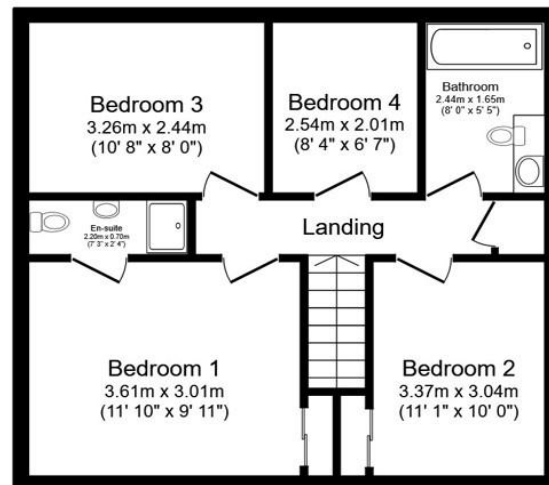 Bedroom 3
3.26m x 2.44m
(10' 8" x 8' 0")
Bedroom 4
2.54m x 2.01m
(8' 4" x 6' 7")
Bathroom
2.44m x 1.65m
(8' 0" x 5' 5")
En-suite
2.20m x 0.70m
(7' 3" x 2' 4")
Landing
Bedroom 1
3.61m x 3.01m
(11' 10" x 9' 11")
Bedroom 2
3.37m x 3.04m
(11' 1" x 10' 0")